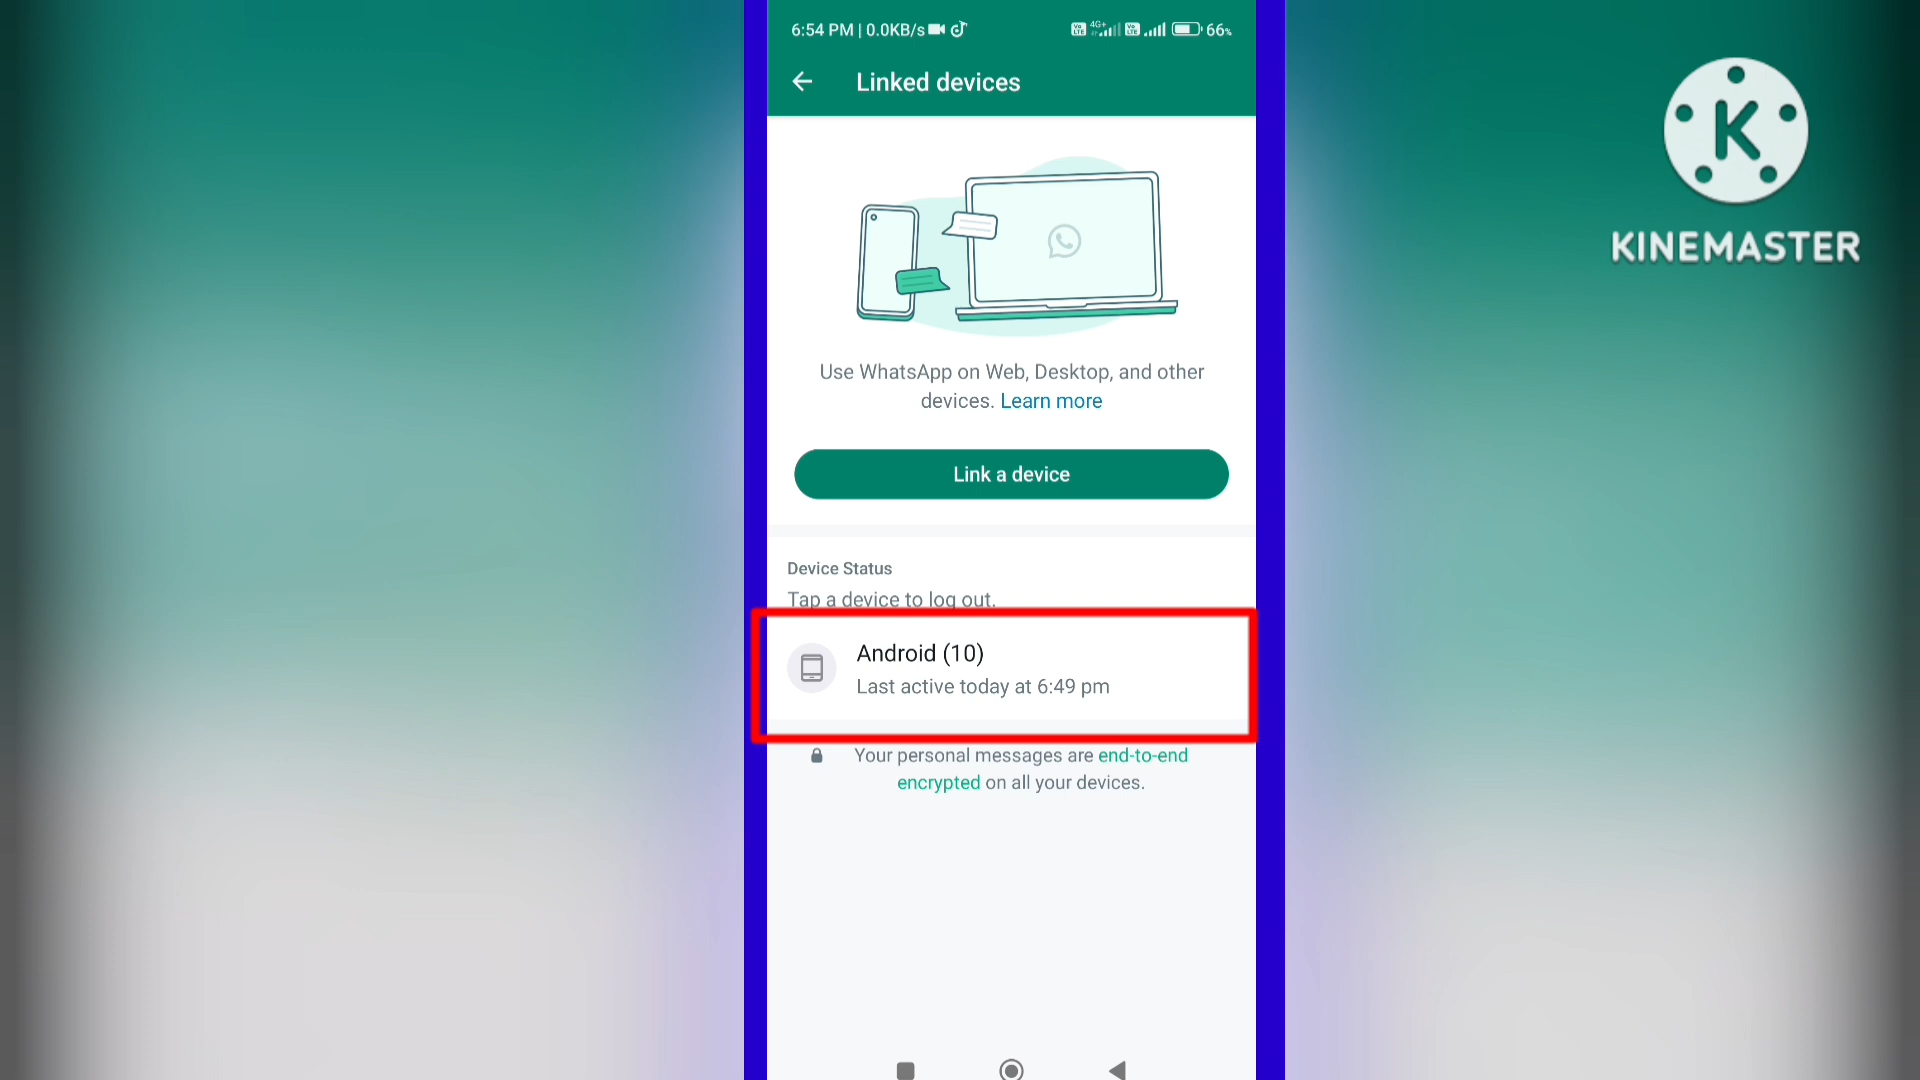 6:54 PM | 0.0KB/s
4G+
66%
Linked devices
K
KINEMASTER
Use WhatsApp on Web, Desktop, and other
devices. Learn more
Link a device
Device Status
Tap a device to log out.
Android (10)
Last active today at 6:49 pm
Your personal messages are end-to-end
encrypted on all your devices.